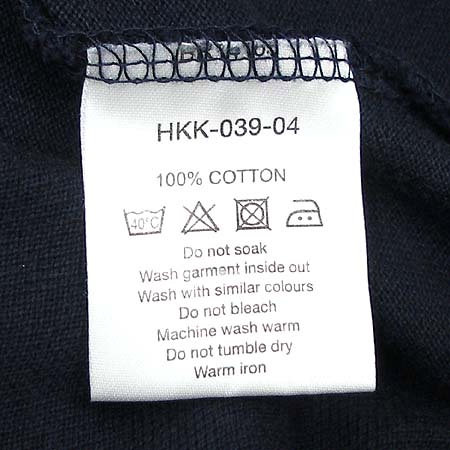 HKK-039-04
100% COTTON
40°C
Do not soak
Wash garment inside out
Wash with similar colours
Do not bleach
Machine wash warm
Do not tumble dry
Warm iron